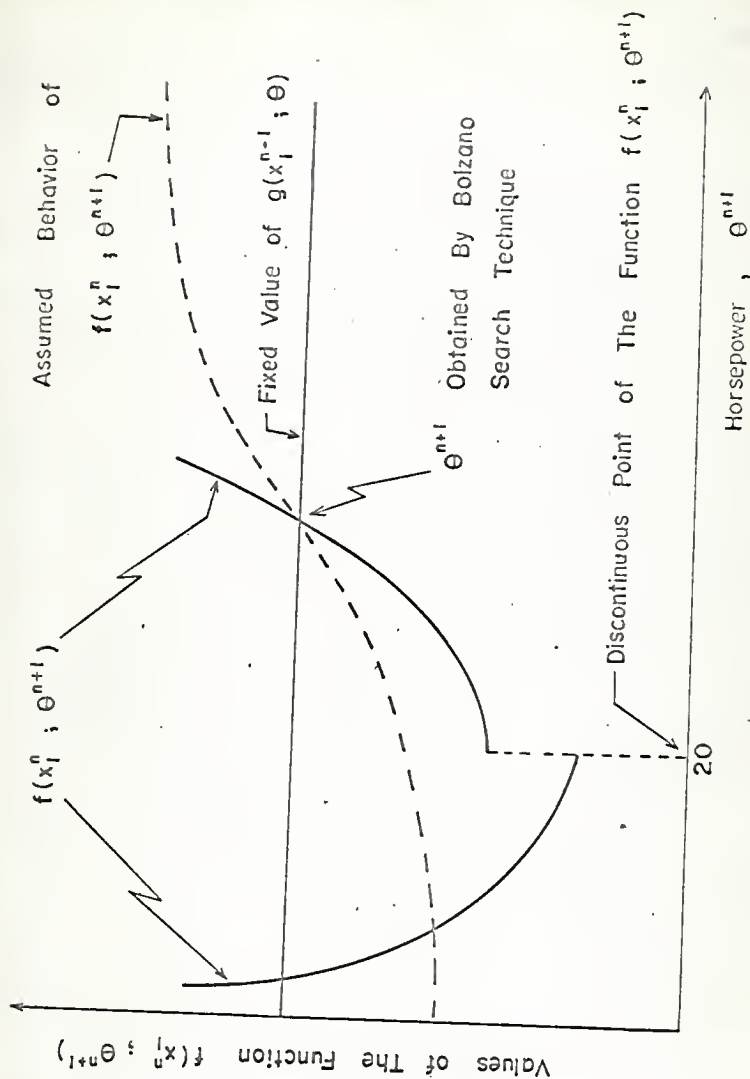 Assumed Behavior of
f(x₁ⁿ ; θⁿ⁺¹)
f(x₁ⁿ ; θⁿ⁺¹)
Fixed Value of g(x₁ⁿ⁻¹ ; θ)
θⁿ⁺¹ Obtained By Bolzano
Search Technique
Discontinuous Point of The Function f(x₁ⁿ ; θⁿ⁺¹)
20
Horsepower , θⁿ⁺¹
Values of The Function f(x₁ⁿ ; θⁿ⁺¹)